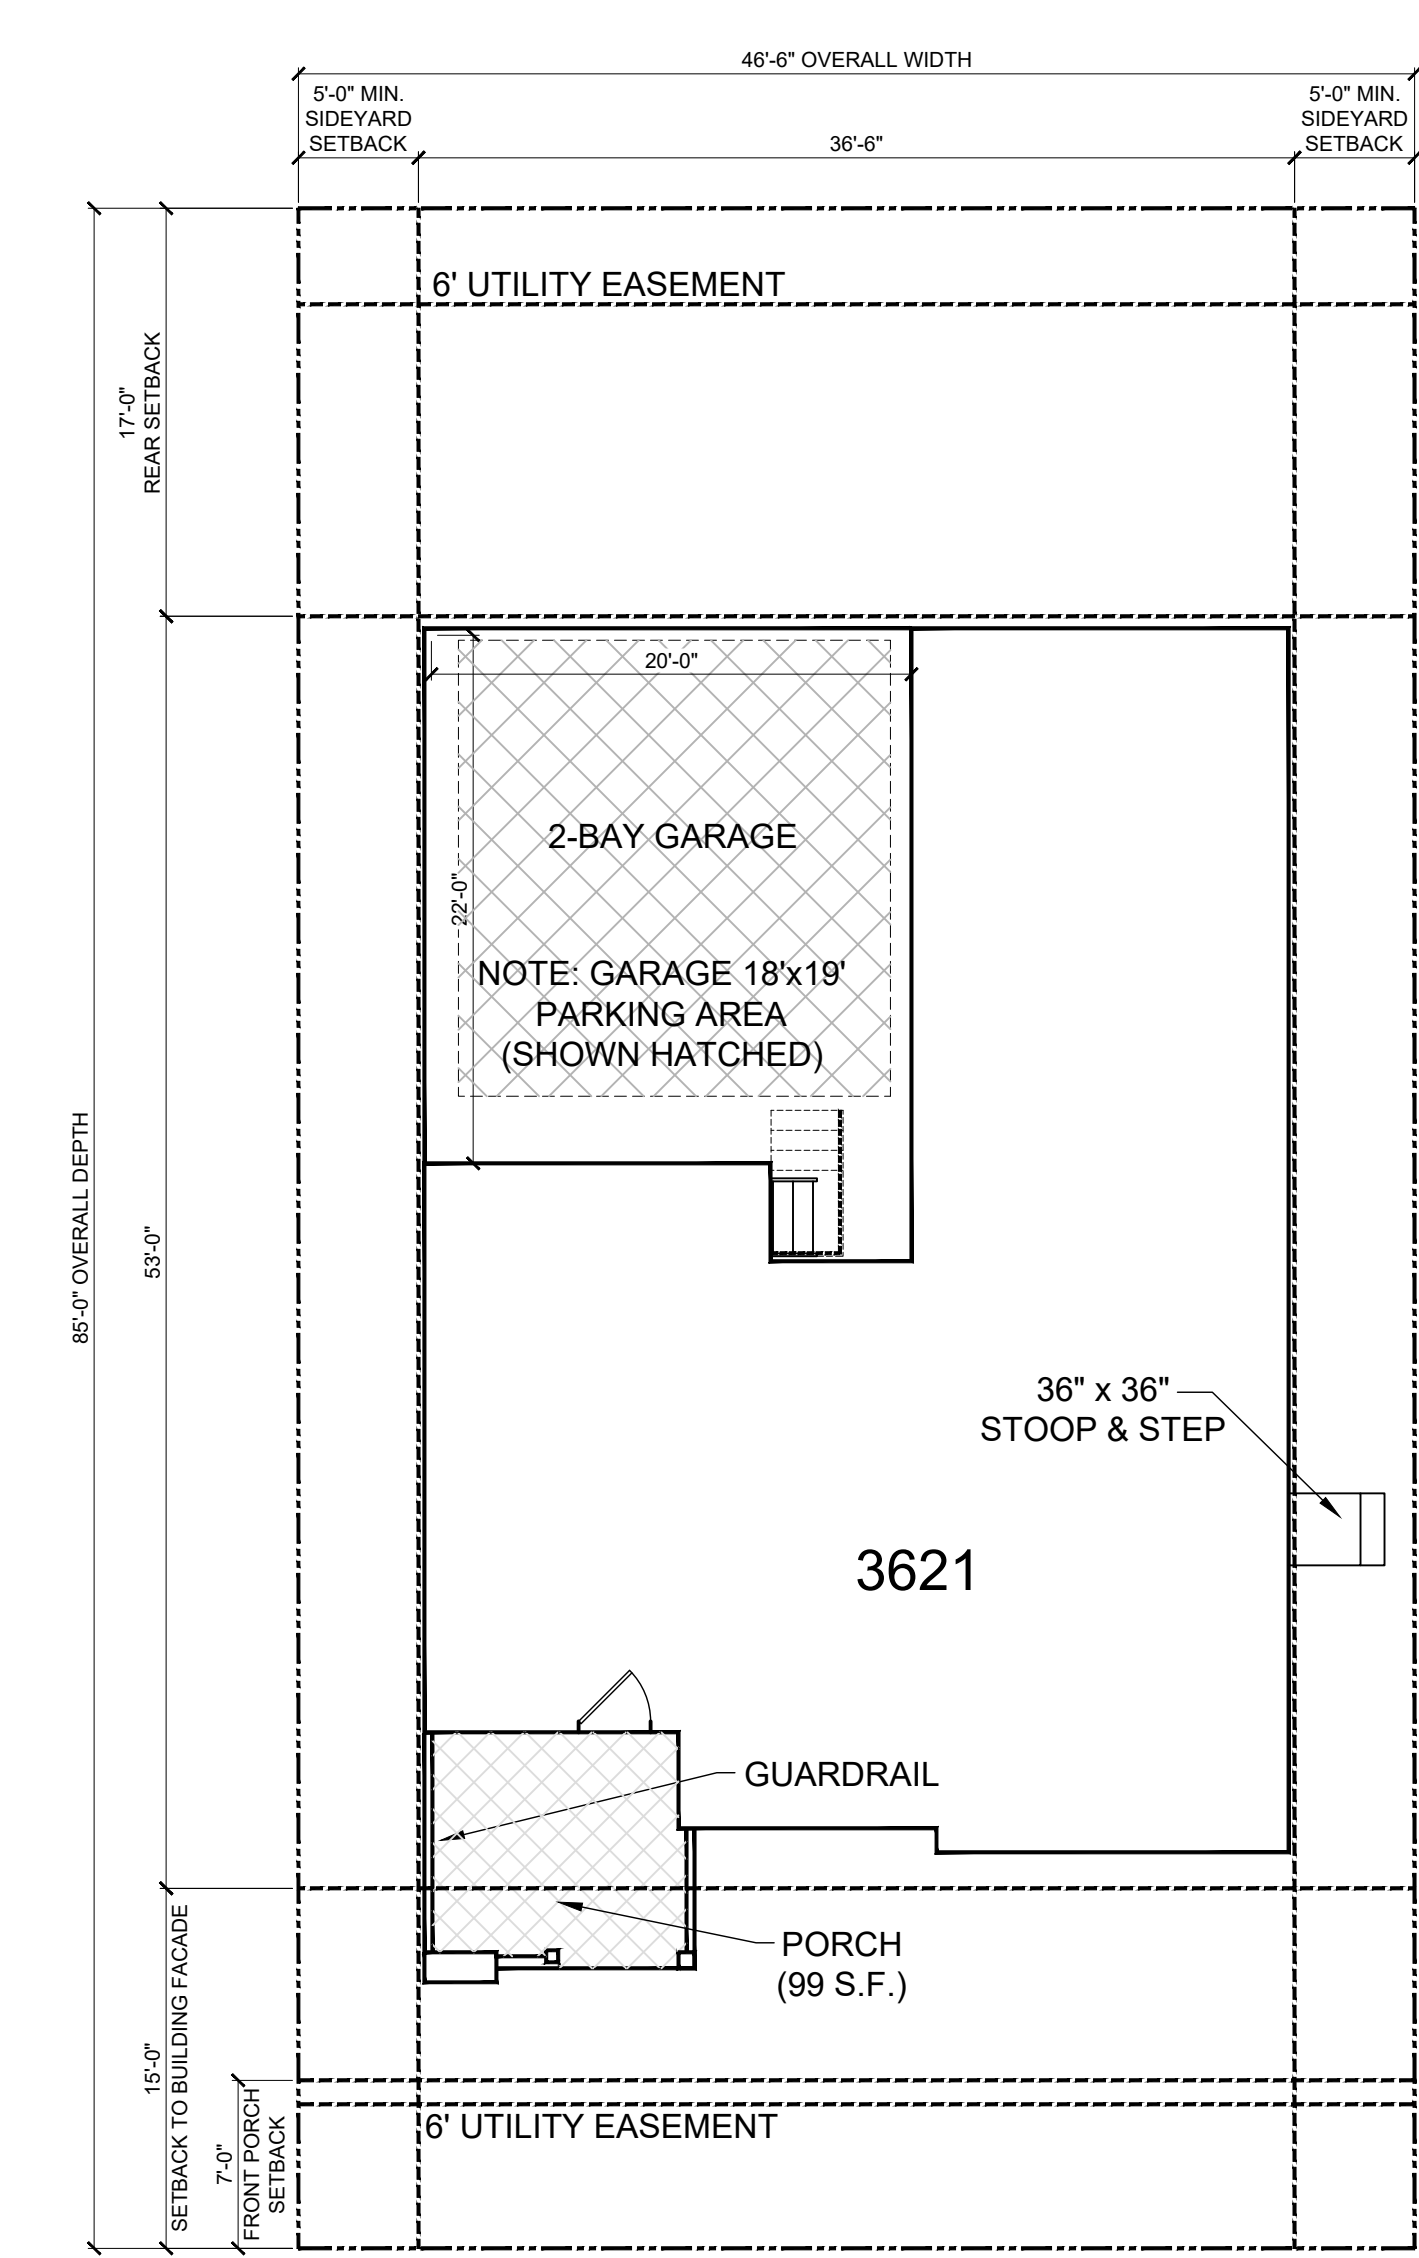 46'-6" OVERALL WIDTH
5'-0" MIN.
SIDEYARD
SETBACK
36'-6"
5'-0" MIN.
SIDEYARD
SETBACK
6' UTILITY EASEMENT
17'-0"
REAR SETBACK
20'-0"
2-BAY GARAGE
22'-0"
NOTE: GARAGE 18'x19'
PARKING AREA
(SHOWN HATCHED)
85'-0" OVERALL DEPTH
53'-0"
36" x 36"
STOOP & STEP
3621
GUARDRAIL
PORCH
(99 S.F.)
15'-0"
SETBACK TO BUILDING FACADE
7'-0"
FRONT PORCH
SETBACK
6' UTILITY EASEMENT